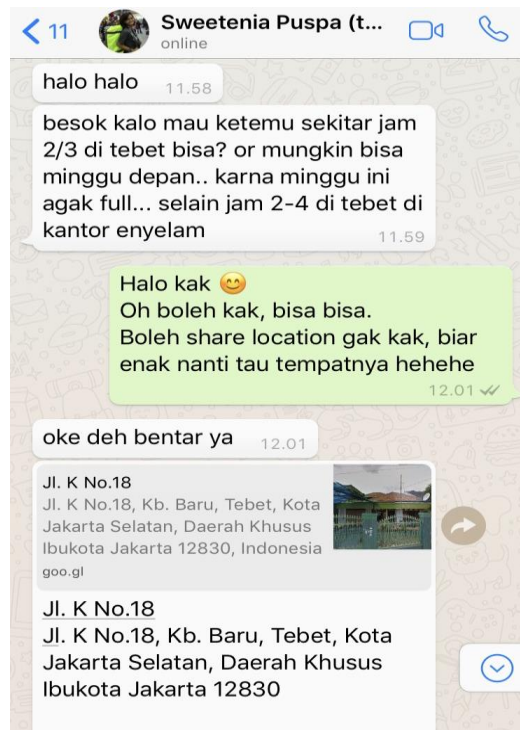 11
Sweetenia Puspa (t...
online
halo halo 11.58
besok kalo mau ketemu sekitar jam
2/3 di tebet bisa? or mungkin bisa
minggu depan.. karna minggu ini
agak full... selain jam 2-4 di tebet di
kantor enyelam
11.59
Halo kak 😊
Oh boleh kak, bisa bisa.
Boleh share location gak kak, biar
enak nanti tau tempatnya hehehe
12.01
oke deh bentar ya 12.01
Jl. K No.18
Jl. K No.18, Kb. Baru, Tebet, Kota
Jakarta Selatan, Daerah Khusus
Ibukota Jakarta 12830, Indonesia
goo.gl
Jl. K No.18
Jl. K No.18, Kb. Baru, Tebet, Kota
Jakarta Selatan, Daerah Khusus
Ibukota Jakarta 12830